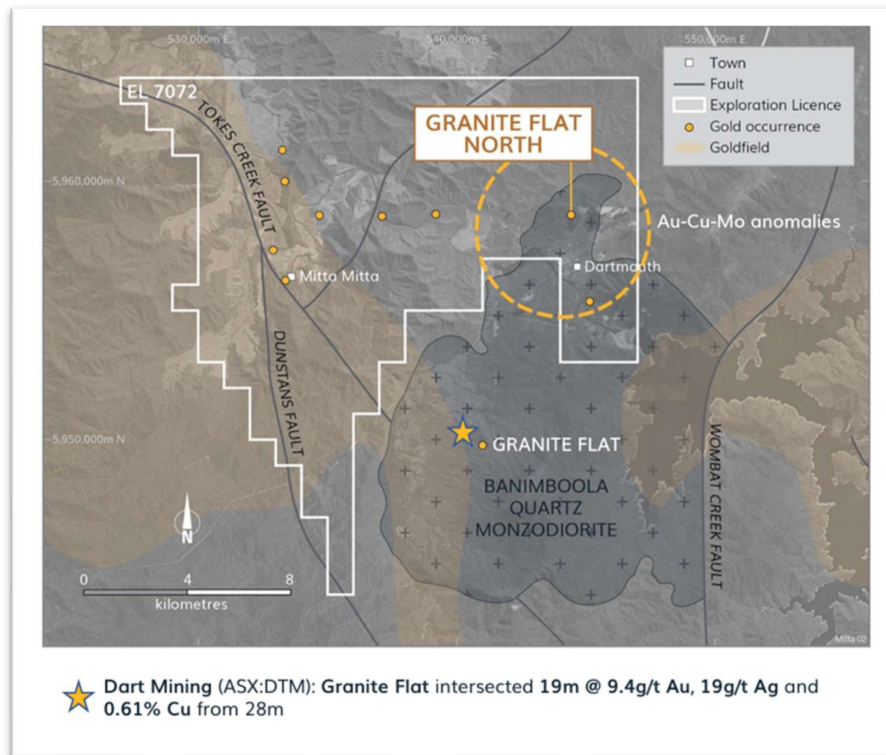 530,000m E
540,000m E
550,000m E
EL 7072
Town
Fault
Exploration Licence
Gold occurrence
Goldfield
TOKES CREEK FAULT
GRANITE FLAT
NORTH
5,960,000m N
Au-Cu-Mo anomalies
Dartmouth
Mitta Mitta
DUNSTANS FAULT
5,950,000m N
GRANITE FLAT
WOMBAT CREEK FAULT
BANIMBOOLA
QUARTZ
MONZODIORITE
N
0 4 8
kilometres
Mitta 02
Dart Mining (ASX:DTM): Granite Flat intersected 19m @ 9.4g/t Au, 19g/t Ag and
0.61% Cu from 28m